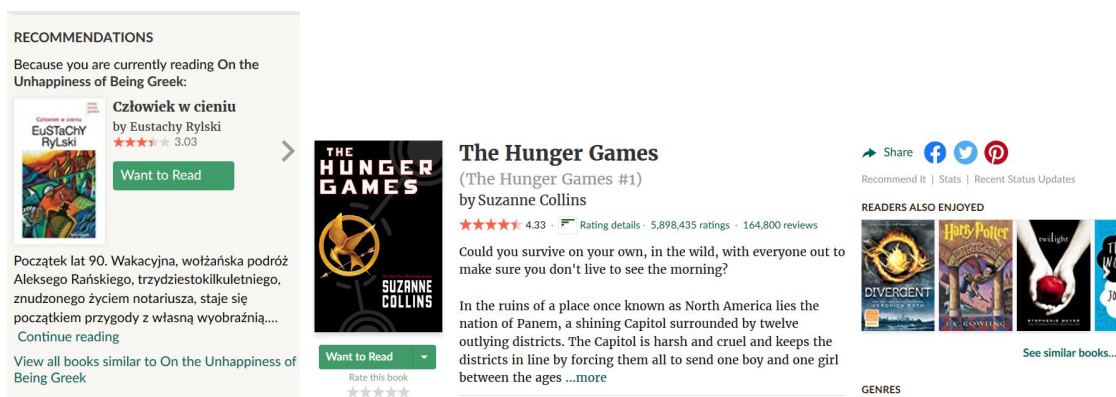 RECOMMENDATIONS
Because you are currently reading On the
Unhappiness of Being Greek:
Człowiek w cieniu
EuSTaChY
RyLski
Człowiek w cieniu
by Eustachy Rylski
3.03
Want to Read
Początek lat 90. Wakacyjna, wołżańska podróż
Aleksego Rańskiego, trzydziestokilkuletniego,
znudzonego życiem notariusza, staje się
początkiem przygody z własną wyobraźnią....
Continue reading
View all books similar to On the Unhappiness of
Being Greek
THE
HUNGER
GAMES
SUZANNE
COLLINS
Want to Read
Rate this book
The Hunger Games
(The Hunger Games #1)
by Suzanne Collins
4.33 · Rating details · 5,898,435 ratings · 164,800 reviews
Could you survive on your own, in the wild, with everyone out to
make sure you don't live to see the morning?
In the ruins of a place once known as North America lies the
nation of Panem, a shining Capitol surrounded by twelve
outlying districts. The Capitol is harsh and cruel and keeps the
districts in line by forcing them all to send one boy and one girl
between the ages ...more
Share
Recommend It | Stats | Recent Status Updates
READERS ALSO ENJOYED
DIVERGENT
VERONICA ROTH
Harry Potter
J.K. ROWLING
twilight
STEPHENIE MEYER
See similar books...
GENRES